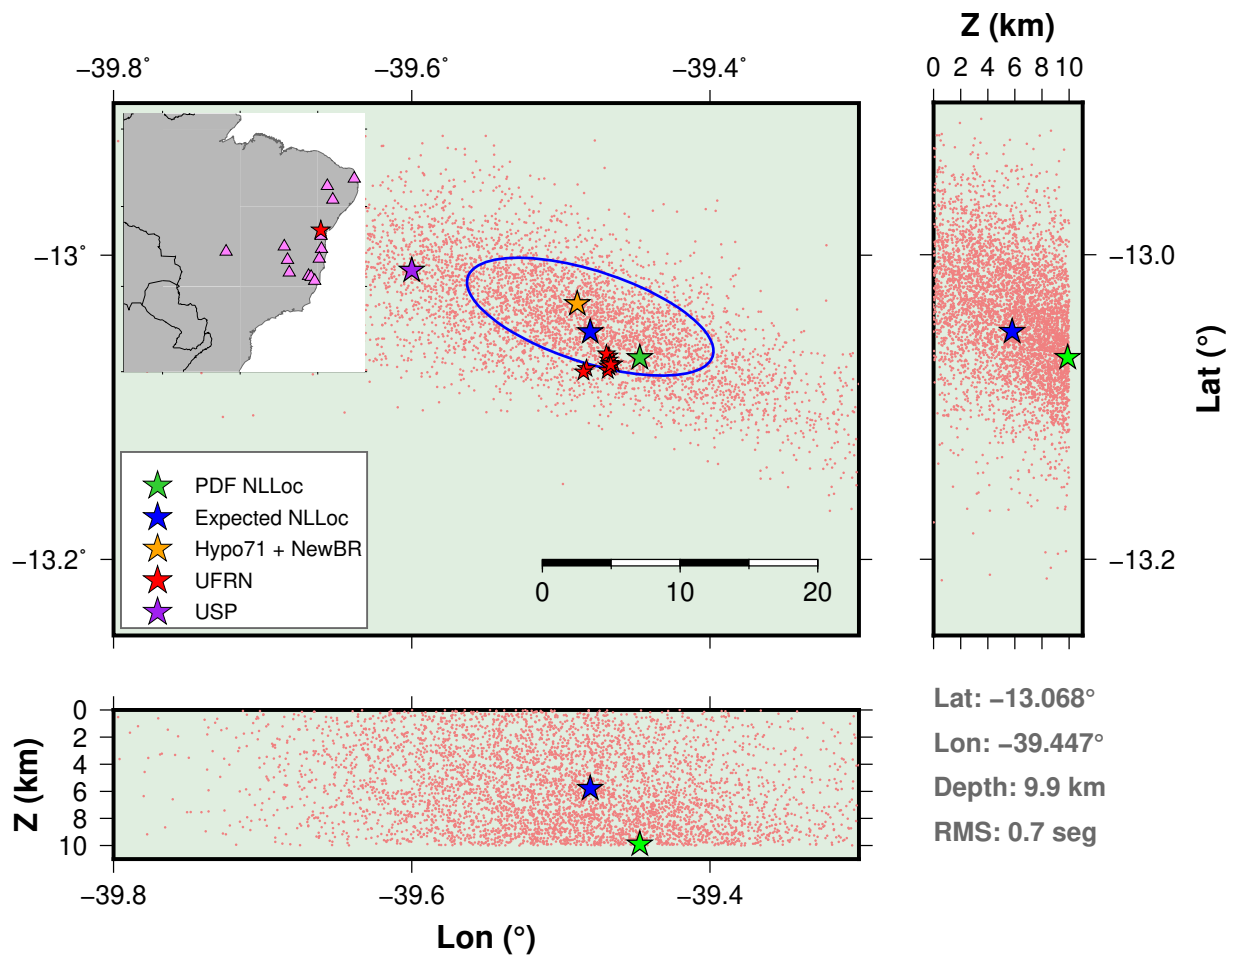 Z (km)
−39.8˚ −39.6˚ −39.4˚
0 2 4 6 8 10
−13˚
−13.0
Lat (°)
PDF NLLoc
Expected NLLoc
Hypo71 + NewBR
UFRN
USP
−13.2˚
0 10 20
−13.2
Z (km)
0
2
4
6
8
10
−39.8 −39.6 −39.4
Lon (°)
Lat: −13.068°
Lon: −39.447°
Depth: 9.9 km
RMS: 0.7 seg